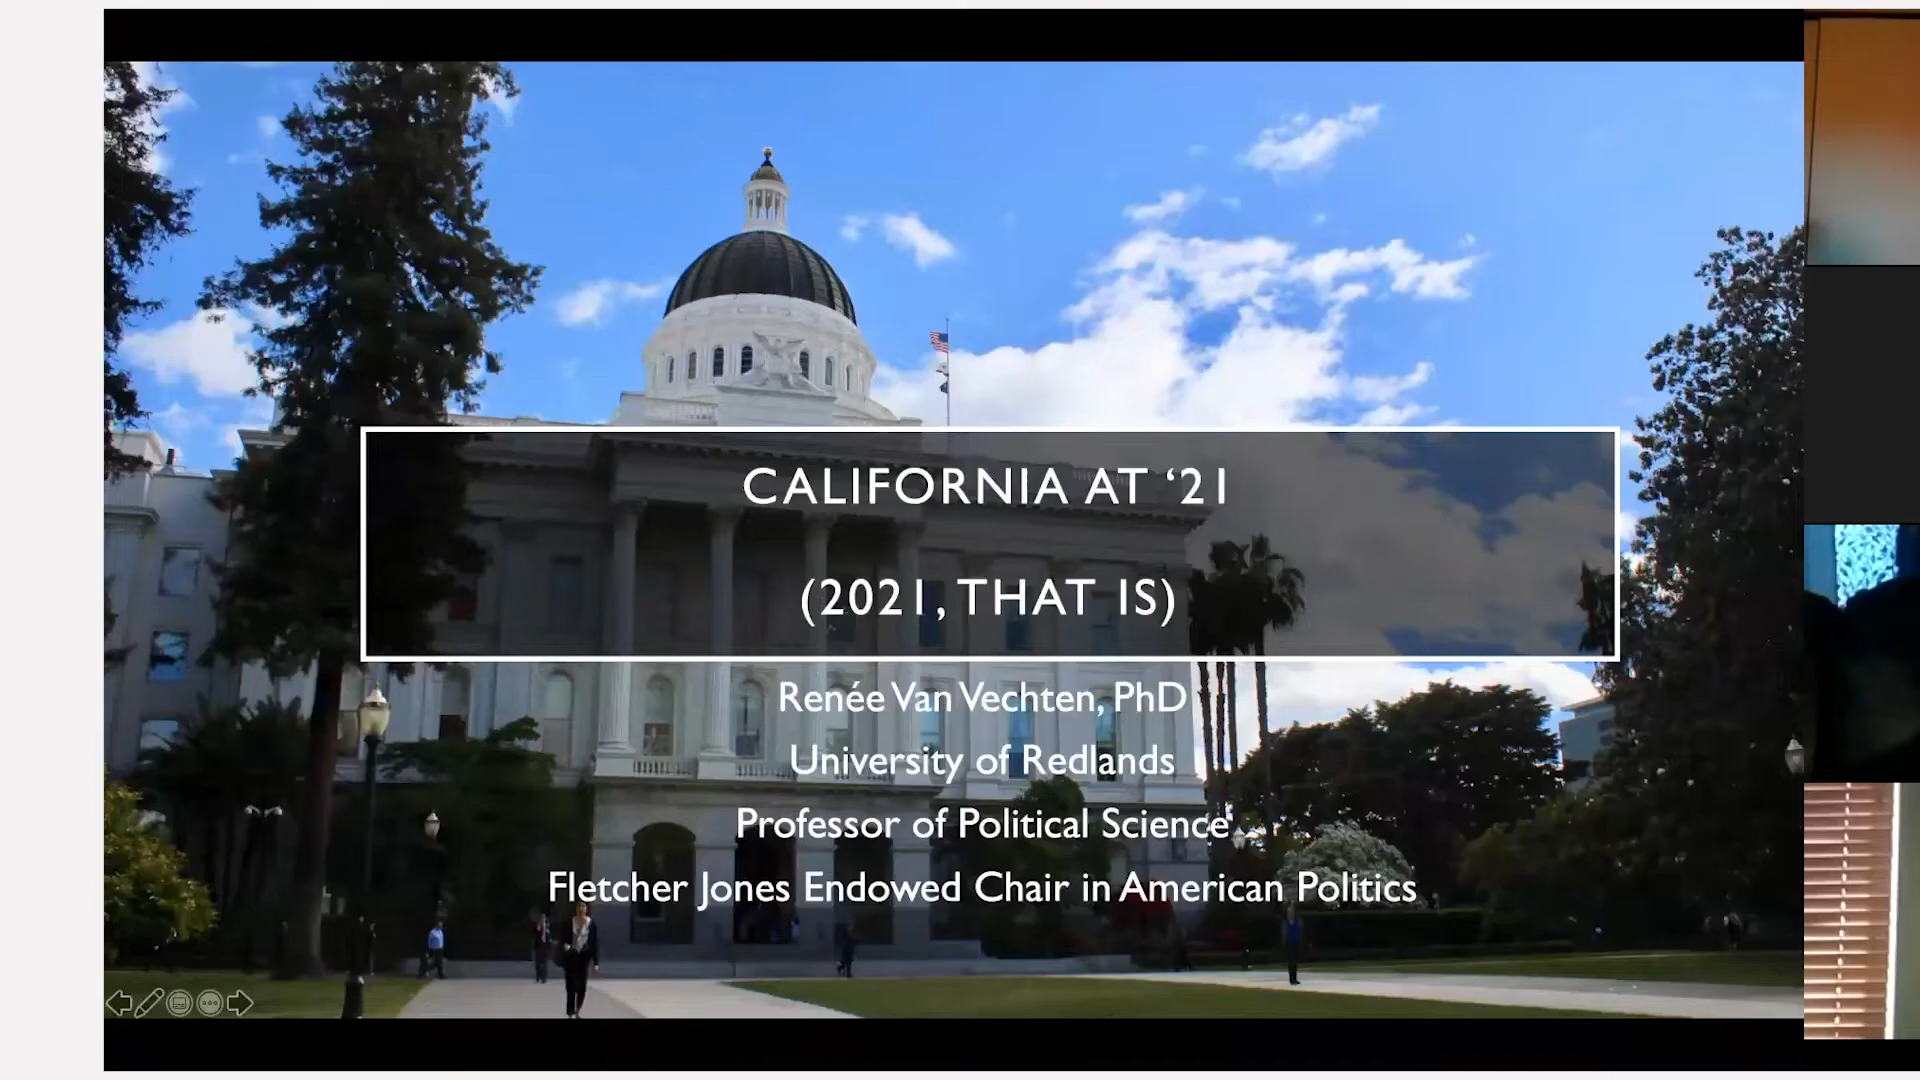 CALIFORNIA AT ‘21
(2021, THAT IS)
Renée Van Vechten, PhD
University of Redlands
Professor of Political Science
Fletcher Jones Endowed Chair in American Politics